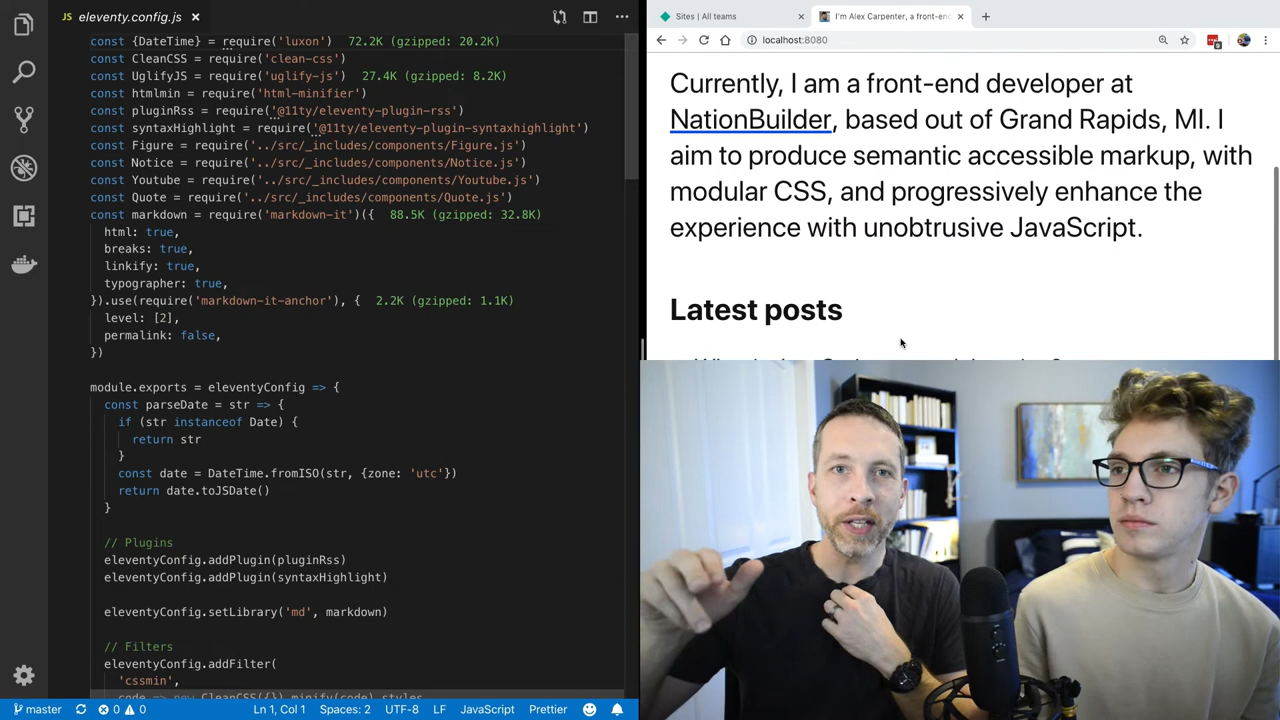 eleventy.config.js
const {DateTime} = require('luxon') 72.2K (gzipped: 20.2K)
const CleanCSS = require('clean-css')
const UglifyJS = require('uglify-js') 27.4K (gzipped: 8.2K)
const htmlmin = require('html-minifier')
const pluginRss = require('@11ty/eleventy-plugin-rss')
const syntaxHighlight = require('@11ty/eleventy-plugin-syntaxhighlight')
const Figure = require('../src/_includes/components/Figure.js')
const Notice = require('../src/_includes/components/Notice.js')
const Youtube = require('../src/_includes/components/Youtube.js')
const Quote = require('../src/_includes/components/Quote.js')
const markdown = require('markdown-it')({ 88.5K (gzipped: 32.8K)
html: true,
breaks: true,
linkify: true,
typographer: true,
}).use(require('markdown-it-anchor'), { 2.2K (gzipped: 1.1K)
level: [2],
permalink: false,
})
module.exports = eleventyConfig => {
const parseDate = str => {
if (str instanceof Date) {
return str
}
const date = DateTime.fromISO(str, {zone: 'utc'})
return date.toJSDate()
}
// Plugins
eleventyConfig.addPlugin(pluginRss)
eleventyConfig.addPlugin(syntaxHighlight)
eleventyConfig.setLibrary('md', markdown)
// Filters
eleventyConfig.addFilter(
'cssmin',
code => new CleanCSS({}).minify(code).styles
master 0 0 Ln 1, Col 1 Spaces: 2 UTF-8 LF JavaScript Prettier
Sites | All teams
I'm Alex Carpenter, a front-en
localhost:8080
Currently, I am a front-end developer at
NationBuilder, based out of Grand Rapids, MI. I
aim to produce semantic accessible markup, with
modular CSS, and progressively enhance the
experience with unobtrusive JavaScript.
Latest posts